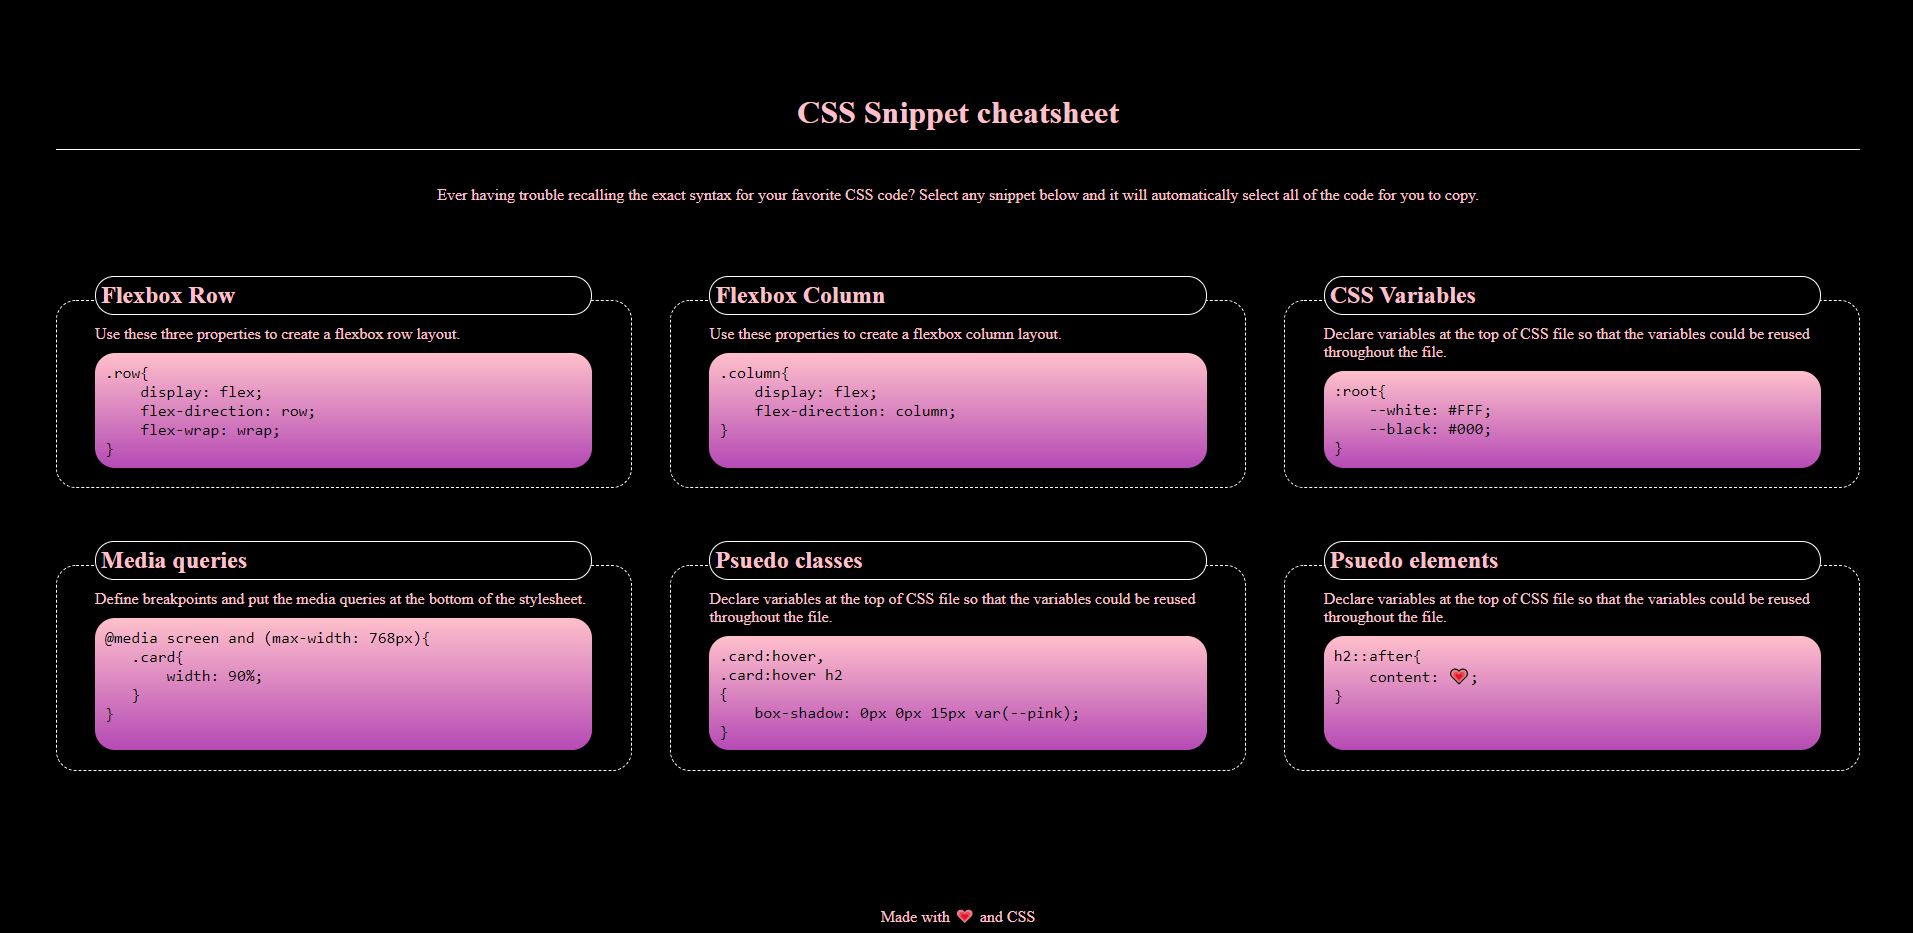 CSS Snippet cheatsheet
Ever having trouble recalling the exact syntax for your favorite CSS code? Select any snippet below and it will automatically select all of the code for you to copy.
Flexbox Row
Use these three properties to create a flexbox row layout.
.row{
    display: flex;
    flex-direction: row;
    flex-wrap: wrap;
}
Flexbox Column
Use these properties to create a flexbox column layout.
.column{
    display: flex;
    flex-direction: column;
}
CSS Variables
Declare variables at the top of CSS file so that the variables could be reused
throughout the file.
:root{
    --white: #FFF;
    --black: #000;
}
Media queries
Define breakpoints and put the media queries at the bottom of the stylesheet.
@media screen and (max-width: 768px){
   .card{
       width: 90%;
   }
}
Psuedo classes
Declare variables at the top of CSS file so that the variables could be reused
throughout the file.
.card:hover,
.card:hover h2
{
    box-shadow: 0px 0px 15px var(--pink);
}
Psuedo elements
Declare variables at the top of CSS file so that the variables could be reused
throughout the file.
h2::after{
    content: 💖;
}
Made with 💖 and CSS